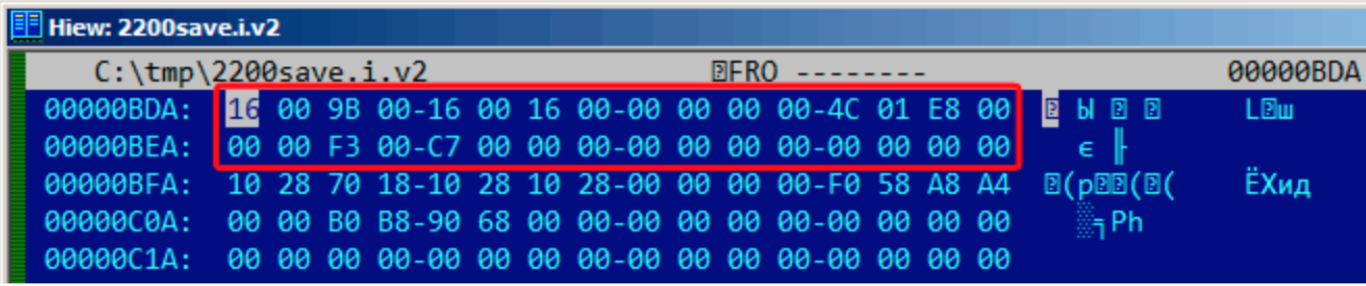 Hiew: 2200save.i.v2
C:\tmp\2200save.i.v2 FRO -------- 00000BDA
00000BDA: 16 00 9B 00-16 00 16 00-00 00 00 00-4C 01 E8 00 Ы L ш
00000BEA: 00 00 F3 00-C7 00 00 00-00 00 00 00-00 00 00 00 є ╟
00000BFA: 10 28 70 18-10 28 10 28-00 00 00 00-F0 58 A8 A4 (p (( ЁXид
00000C0A: 00 00 B0 B8-90 68 00 00-00 00 00 00-00 00 00 00 ░╕Рh
00000C1A: 00 00 00 00-00 00 00 00-00 00 00 00-00 00 00 00